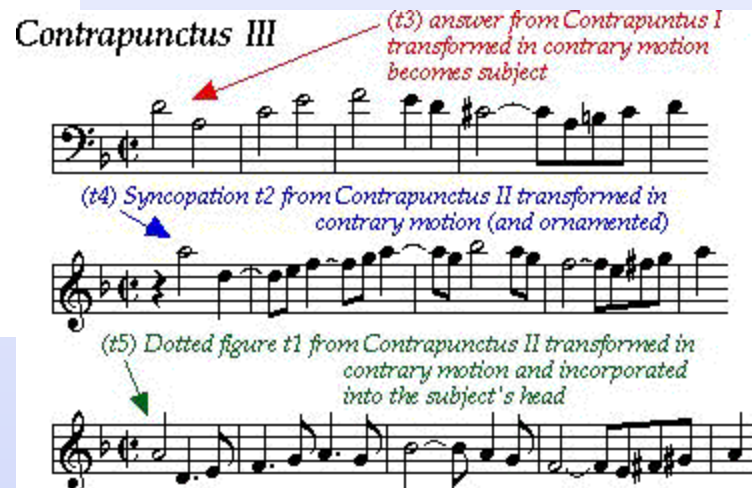 Contrapunctus III
(t3) answer from Contrapuntus I
transformed in contrary motion
becomes subject
(t4) Syncopation t2 from Contrapunctus II transformed in
contrary motion (and ornamented)
(t5) Dotted figure t1 from Contrapunctus II transformed in
contrary motion and incorporated
into the subject's head